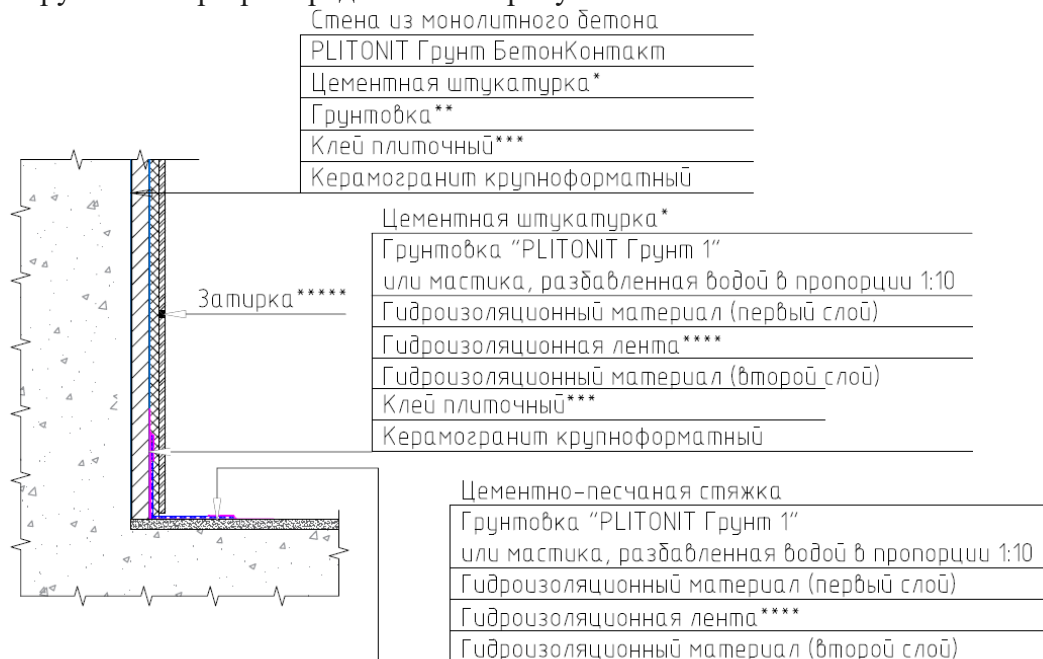 Стена из монолитного бетона
PLITONIT Грунт БетонКонтакт
Цементная штукатурка*
Грунтовка**
Клей плиточный***
Керамогранит крупноформатный
Цементная штукатурка*
Грунтовка "PLITONIT Грунт 1"
или мастика, разбавленная водой в пропорции 1:10
Затирка*****
Гидроизоляционный материал (первый слой)
Гидроизоляционная лента****
Гидроизоляционный материал (второй слой)
Клей плиточный***
Керамогранит крупноформатный
Цементно-песчаная стяжка
Грунтовка "PLITONIT Грунт 1"
или мастика, разбавленная водой в пропорции 1:10
Гидроизоляционный материал (первый слой)
Гидроизоляционная лента****
Гидроизоляционный материал (второй слой)